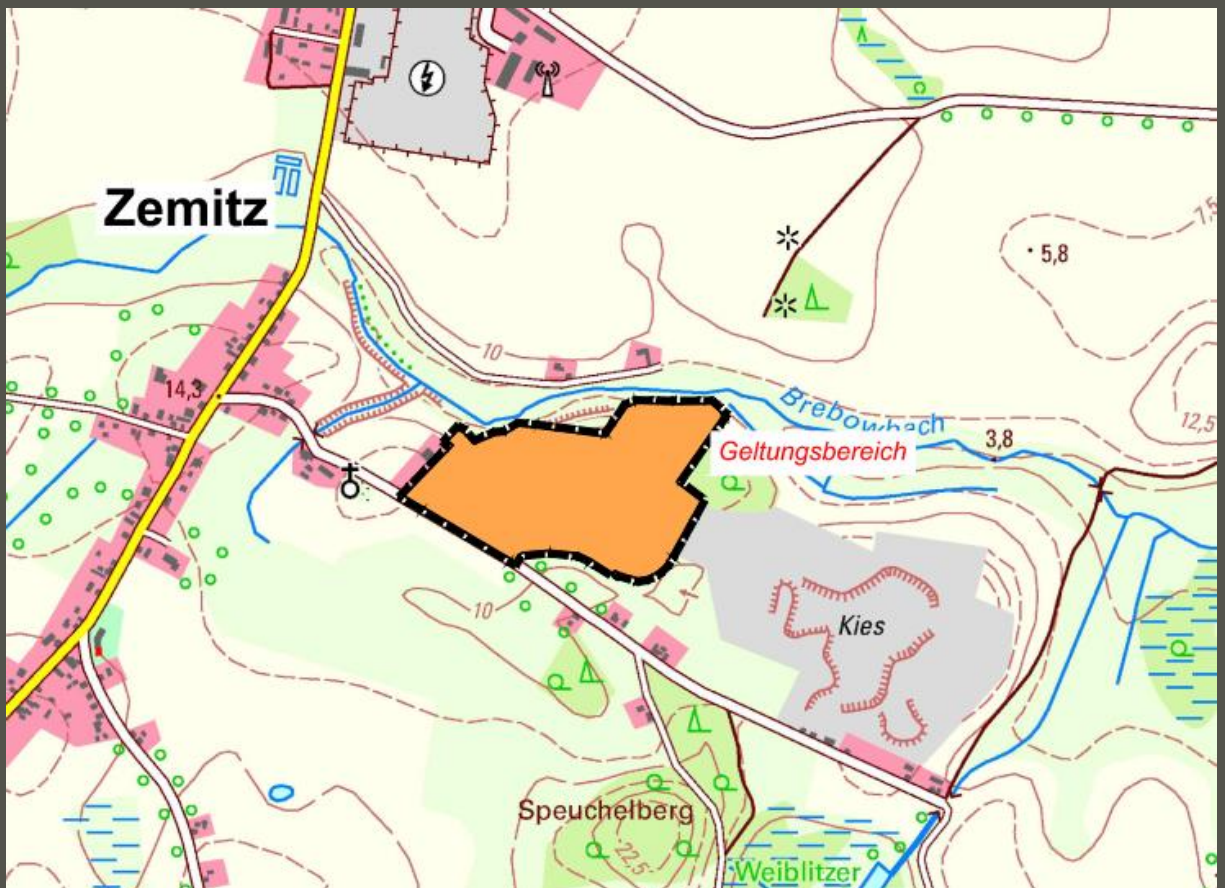 Zemitz
7,5
5,8
10
14,3
12,5
Brebowbach
3,8
Geltungsbereich
10
Kies
Speuchelberg
22,5
Weiblitzer